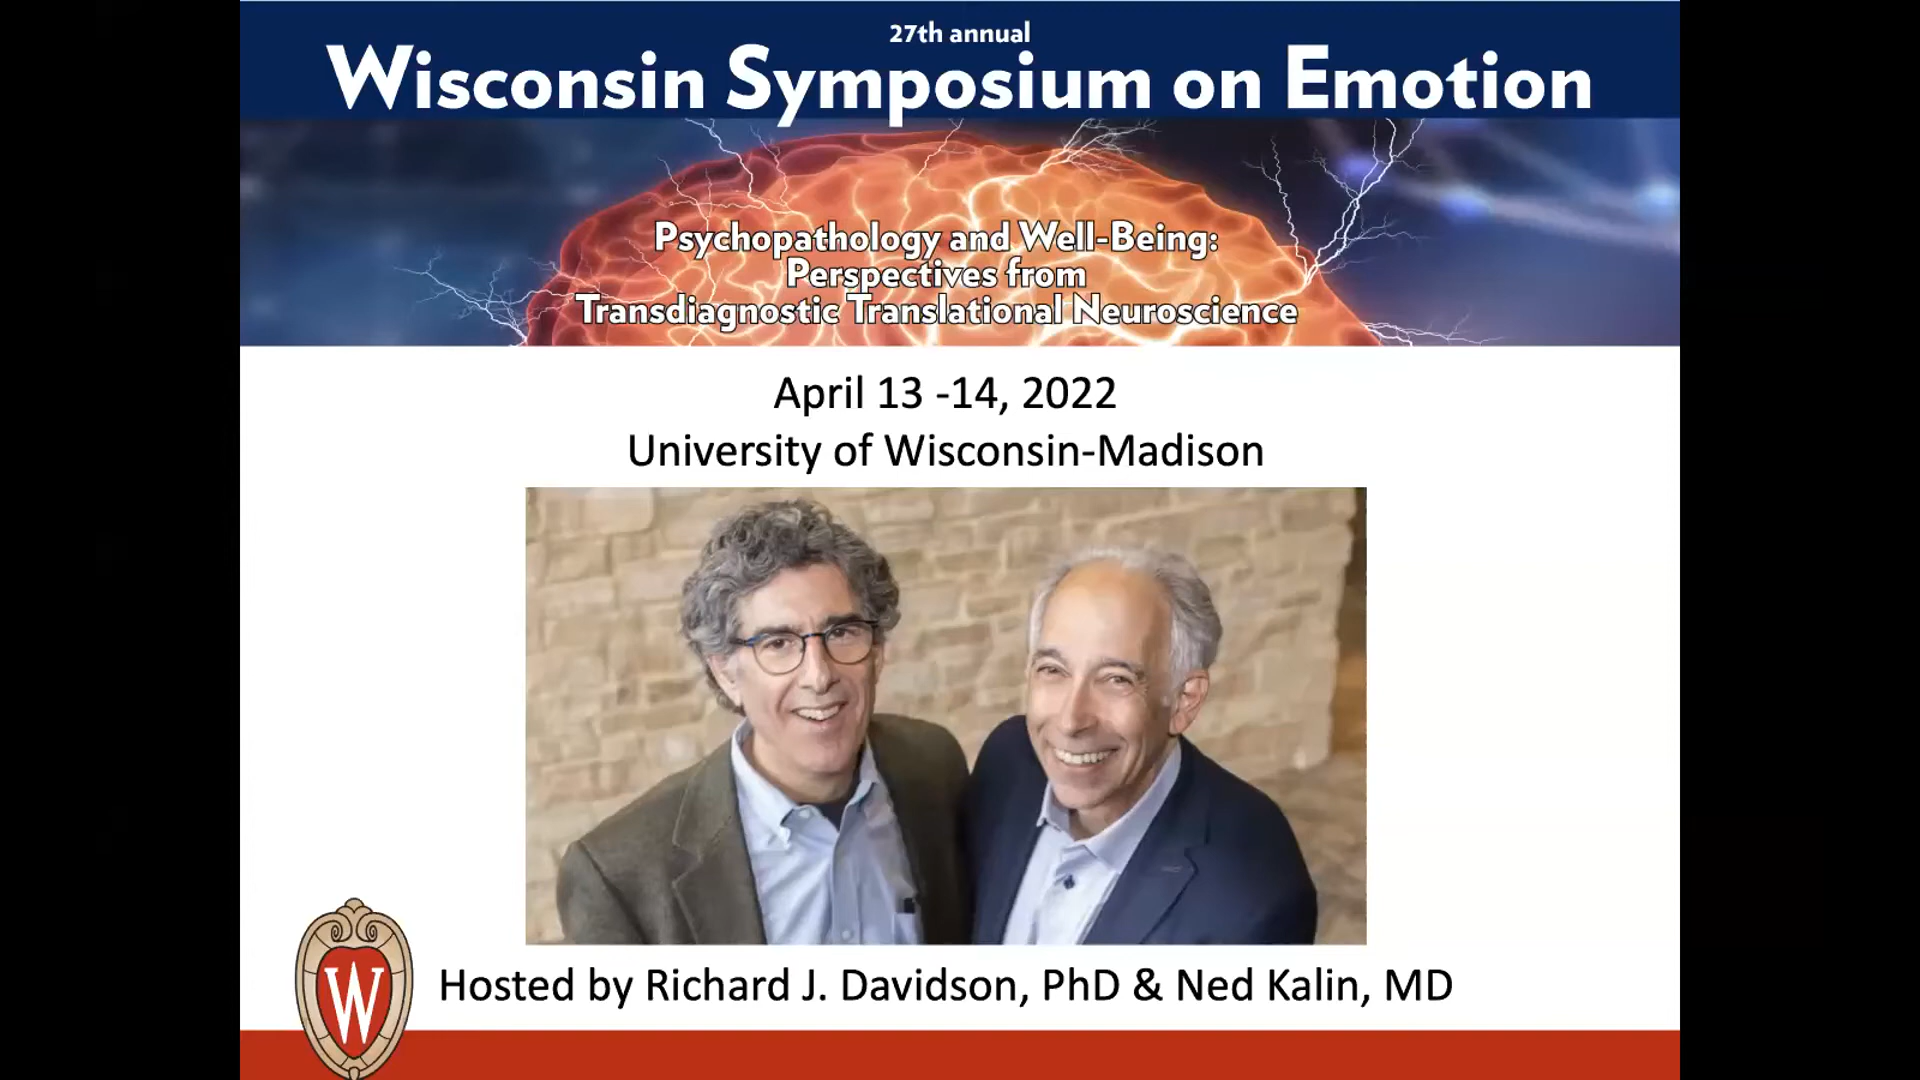 27th annual
Wisconsin Symposium on Emotion
Psychopathology and Well-Being:
Perspectives from
Transdiagnostic Translational Neuroscience
April 13 -14, 2022
University of Wisconsin-Madison
W
Hosted by Richard J. Davidson, PhD & Ned Kalin, MD